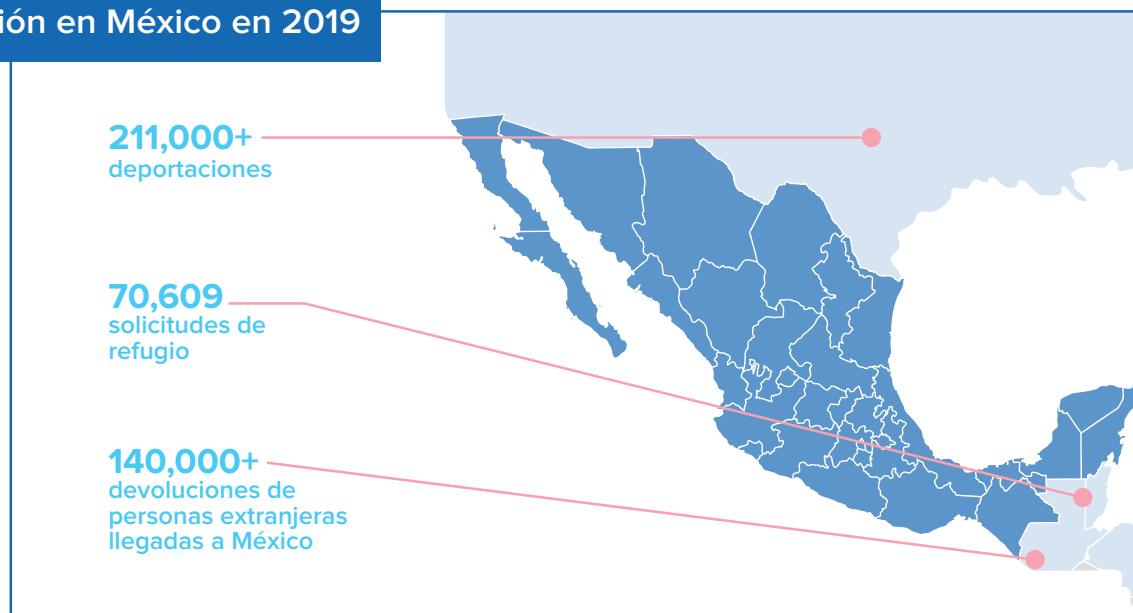 ión en México en 2019
211,000+
deportaciones
70,609
solicitudes de
refugio
140,000+
devoluciones de
personas extranjeras
llegadas a México